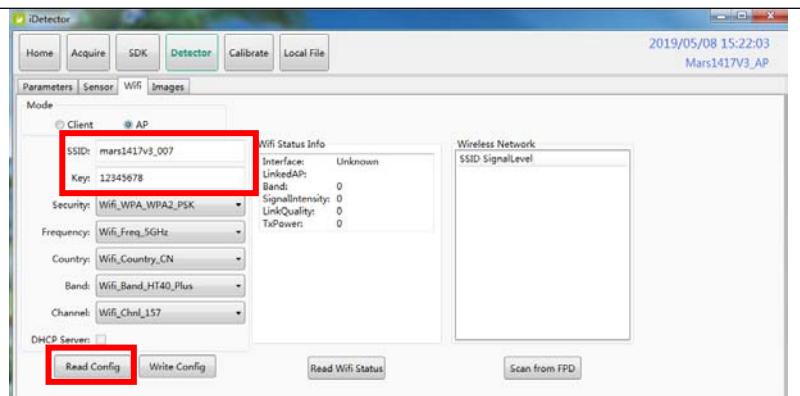 iDetector
Home Acquire SDK Detector Calibrate Local File
2019/05/08 15:22:03
Mars1417V3_AP
Parameters Sensor Wifi Images
Mode
Client AP
SSID: mars1417v3_007
Key: 12345678
Security: Wifi_WPA_WPA2_PSK
Frequency: Wifi_Freq_5GHz
Country: Wifi_Country_CN
Band: Wifi_Band_HT40_Plus
Channel: Wifi_Chnl_157
DHCP Server:
Read Config Write Config
Wifi Status Info
Interface: Unknown
LinkedAP:
Band: 0
SignalIntensity: 0
LinkQuality: 0
TxPower: 0
Read Wifi Status
Wireless Network
SSID SignalLevel
Scan from FPD